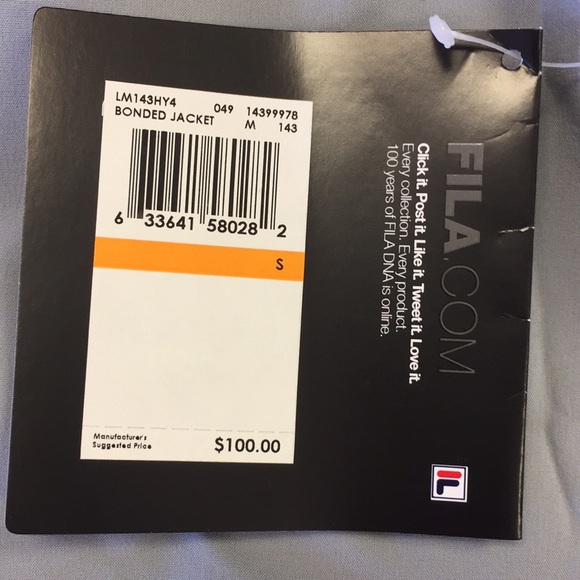 LM143HY4 049 14399978
BONDED JACKET M 143
6 33641 58028 2
S
Manufacturer's
Suggested Price $100.00
FILA.COM
Click it. Post it. Like it. Tweet it. Love it.
Every collection. Every product.
100 years of FILA DNA is online.